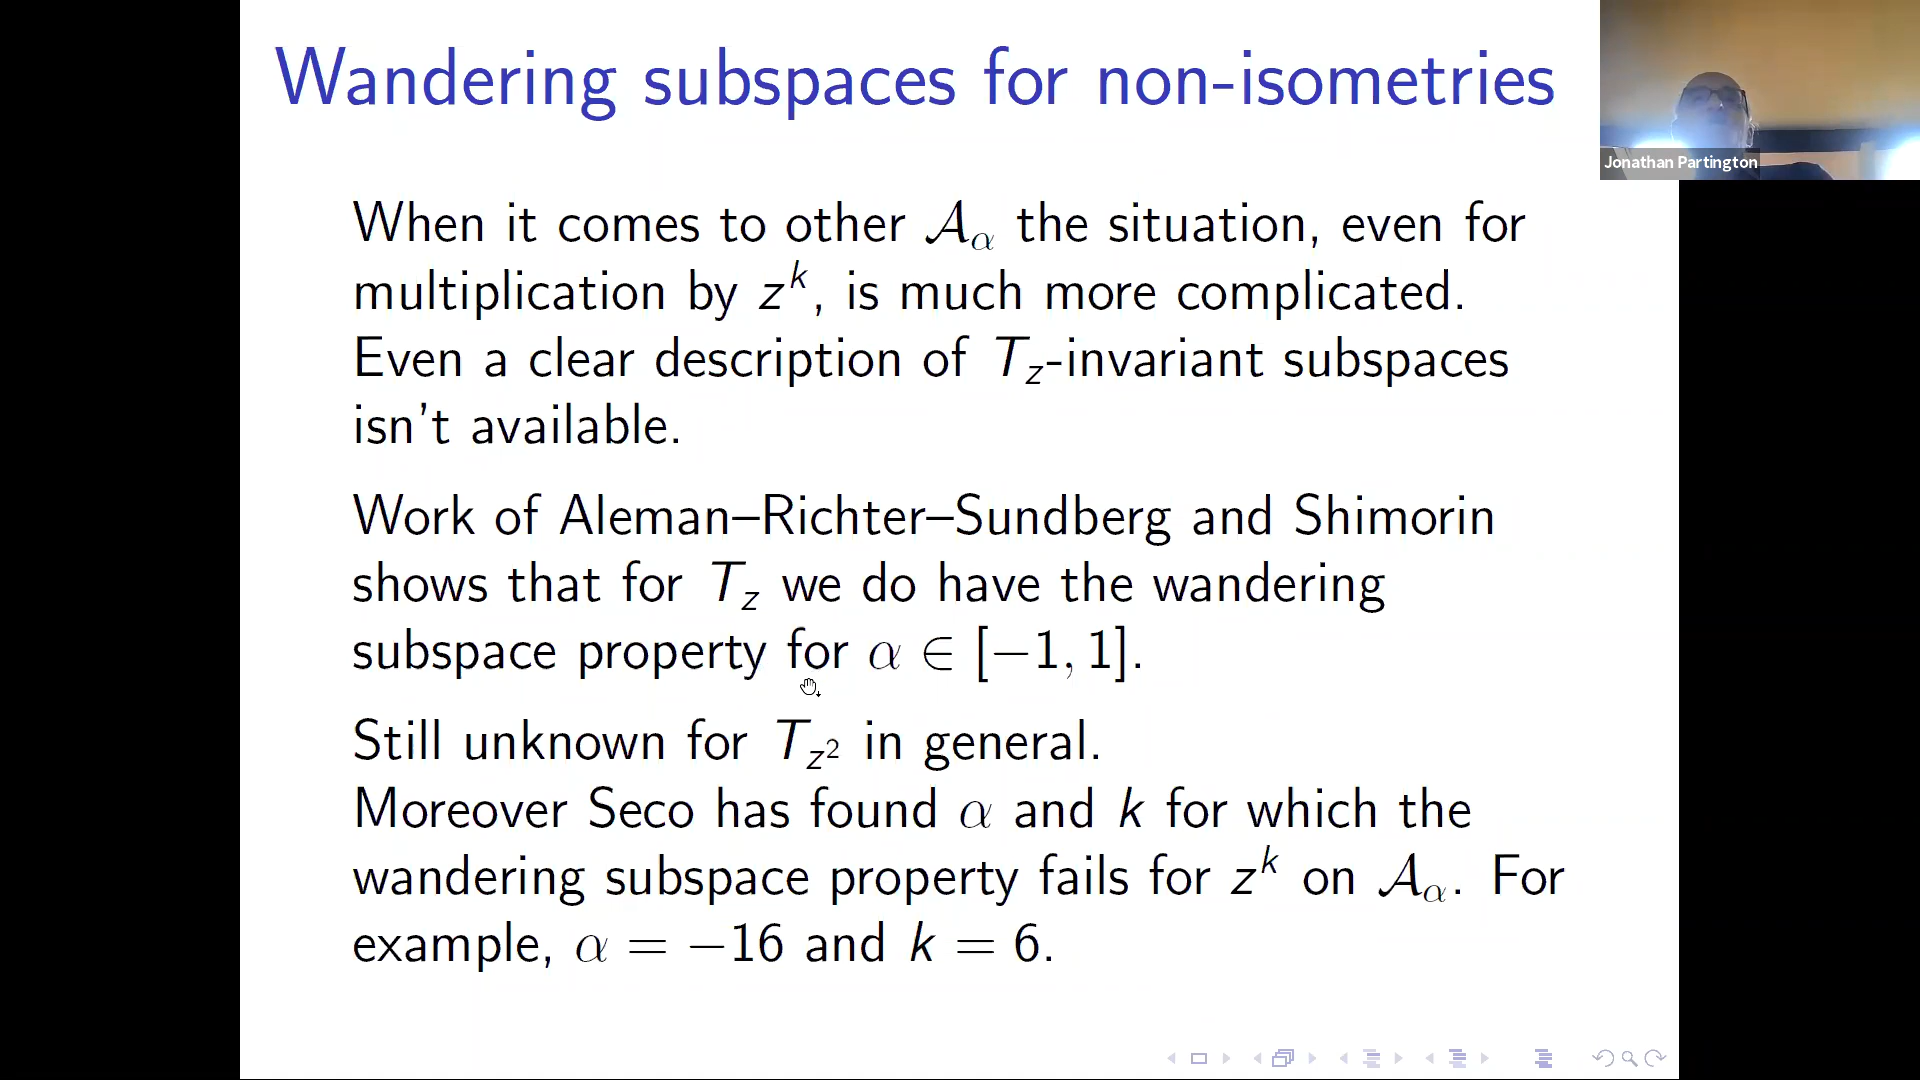 Wandering subspaces for non-isometries
Jonathan Partington
When it comes to other 𝒜_α the situation, even for
multiplication by z^k, is much more complicated.
Even a clear description of T_z-invariant subspaces
isn't available.
Work of Aleman–Richter–Sundberg and Shimorin
shows that for T_z we do have the wandering
subspace property for α ∈ [−1, 1].
Still unknown for T_{z^2} in general.
Moreover Seco has found α and k for which the
wandering subspace property fails for z^k on 𝒜_α. For
example, α = −16 and k = 6.